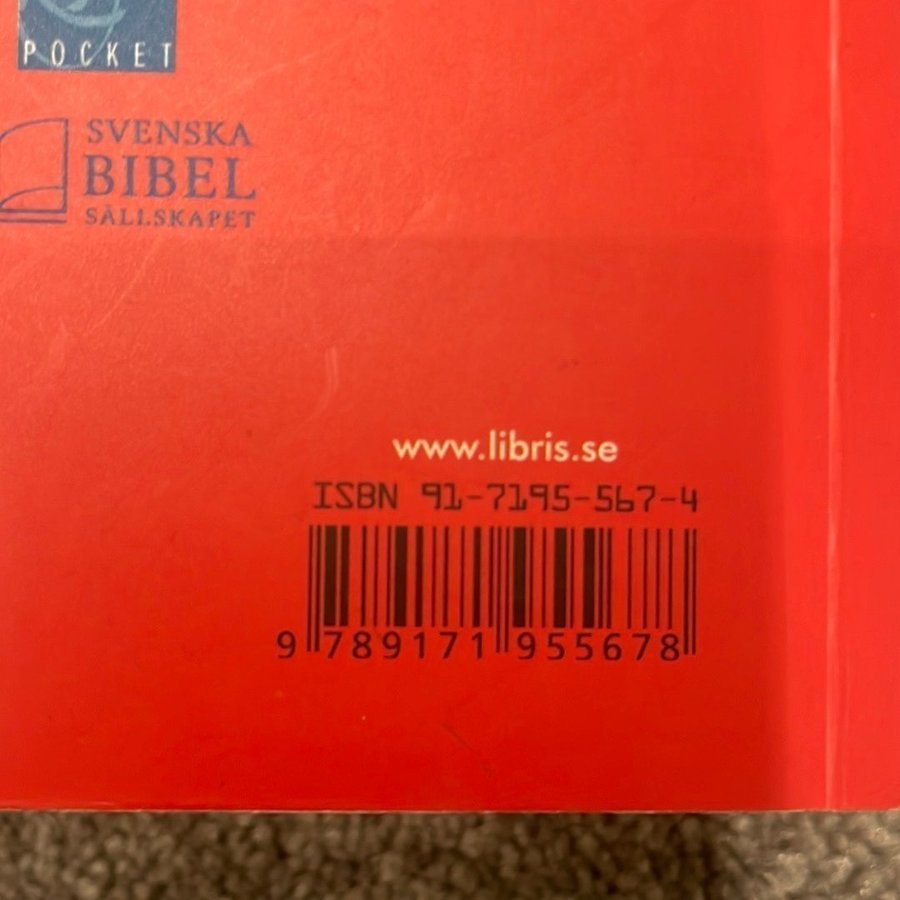 POCKET
SVENSKA
BIBEL
SÄLLSKAPET
www.libris.se
ISBN 91-7195-567-4
9 789171 955678